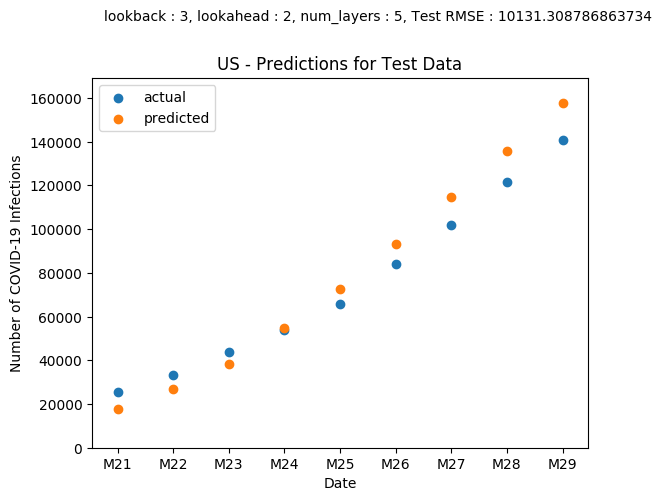 lookback : 3, lookahead : 2, num_layers : 5, Test RMSE : 10131.308786863734
US - Predictions for Test Data
actual
predicted
160000
140000
120000
100000
80000
60000
40000
20000
0
Number of COVID-19 Infections
M21 M22 M23 M24 M25 M26 M27 M28 M29
Date